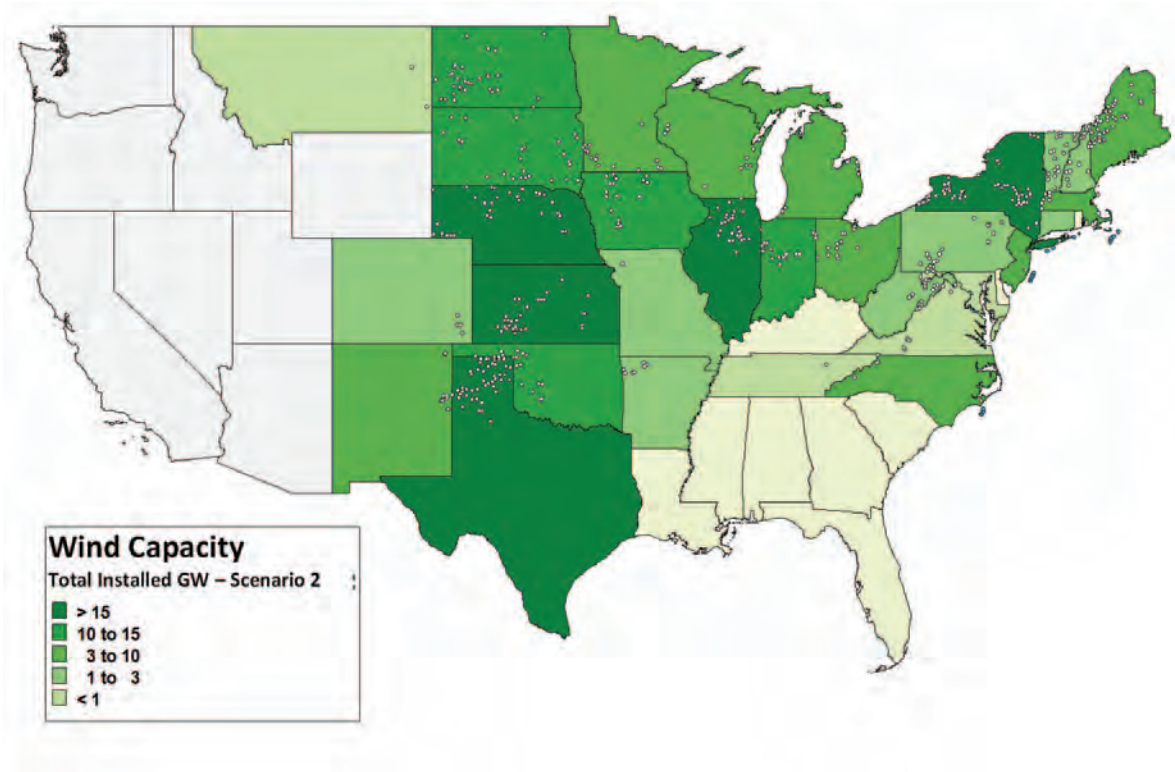 Wind Capacity
Total Installed GW – Scenario 2
> 15
10 to 15
3 to 10
1 to 3
< 1